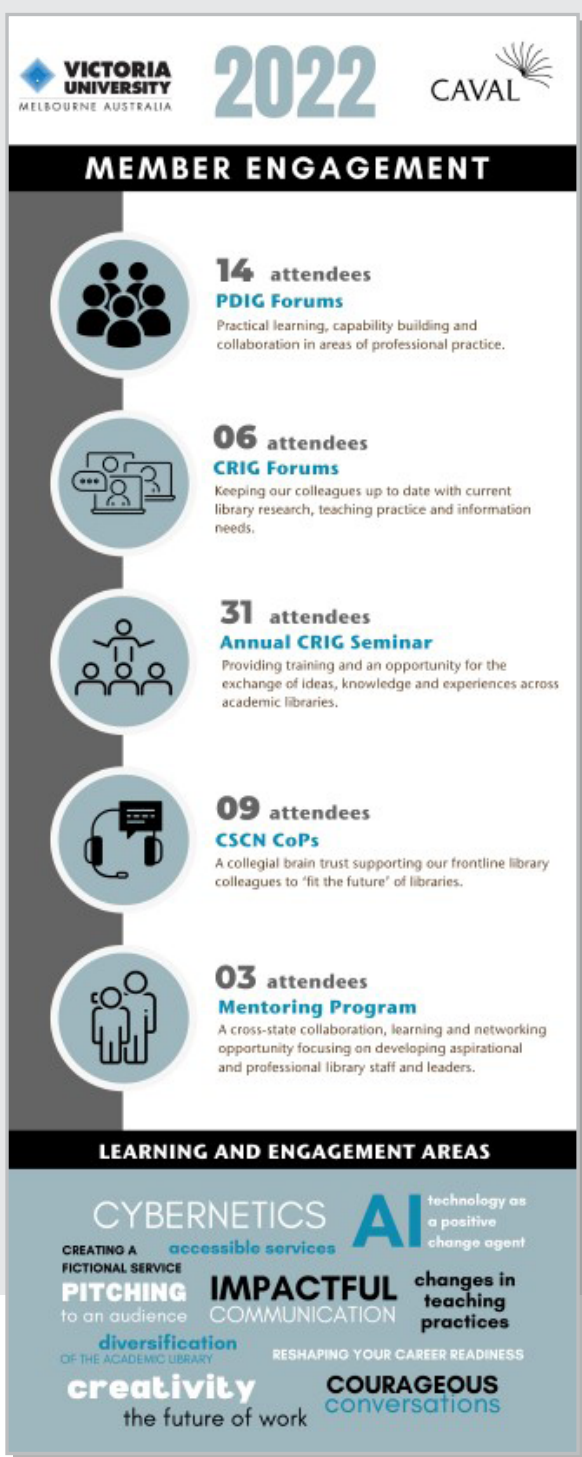 VICTORIA
UNIVERSITY
MELBOURNE AUSTRALIA
2022
CAVAL
MEMBER ENGAGEMENT
14 attendees
PDIG Forums
Practical learning, capability building and
collaboration in areas of professional practice.
06 attendees
CRIG Forums
Keeping our colleagues up to date with current
library research, teaching practice and information
needs.
31 attendees
Annual CRIG Seminar
Providing training and an opportunity for the
exchange of ideas, knowledge and experiences across
academic libraries.
09 attendees
CSCN CoPs
A collegial brain trust supporting our frontline library
colleagues to 'fit the future' of libraries.
03 attendees
Mentoring Program
A cross-state collaboration, learning and networking
opportunity focusing on developing aspirational
and professional library staff and leaders.
LEARNING AND ENGAGEMENT AREAS
CYBERNETICS
AI
technology as
a positive
change agent
CREATING A
FICTIONAL SERVICE
accessible services
PITCHING
to an audience
IMPACTFUL
COMMUNICATION
changes in
teaching
practices
diversification
OF THE ACADEMIC LIBRARY
RESHAPING YOUR CAREER READINESS
creativity
the future of work
COURAGEOUS
conversations